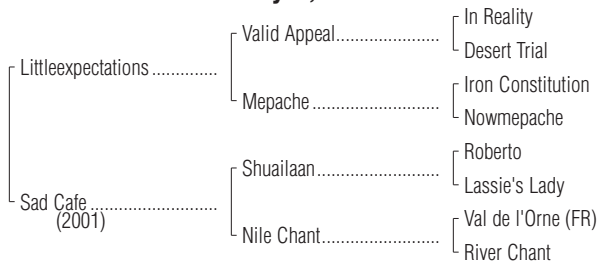 In Reality
Valid Appeal
Desert Trial
Littleexpectations
Iron Constitution
Mepache
Nowmepache
Roberto
Shuailaan
Lassie's Lady
Sad Cafe
(2001)
Val de l'Orne (FR)
Nile Chant
River Chant